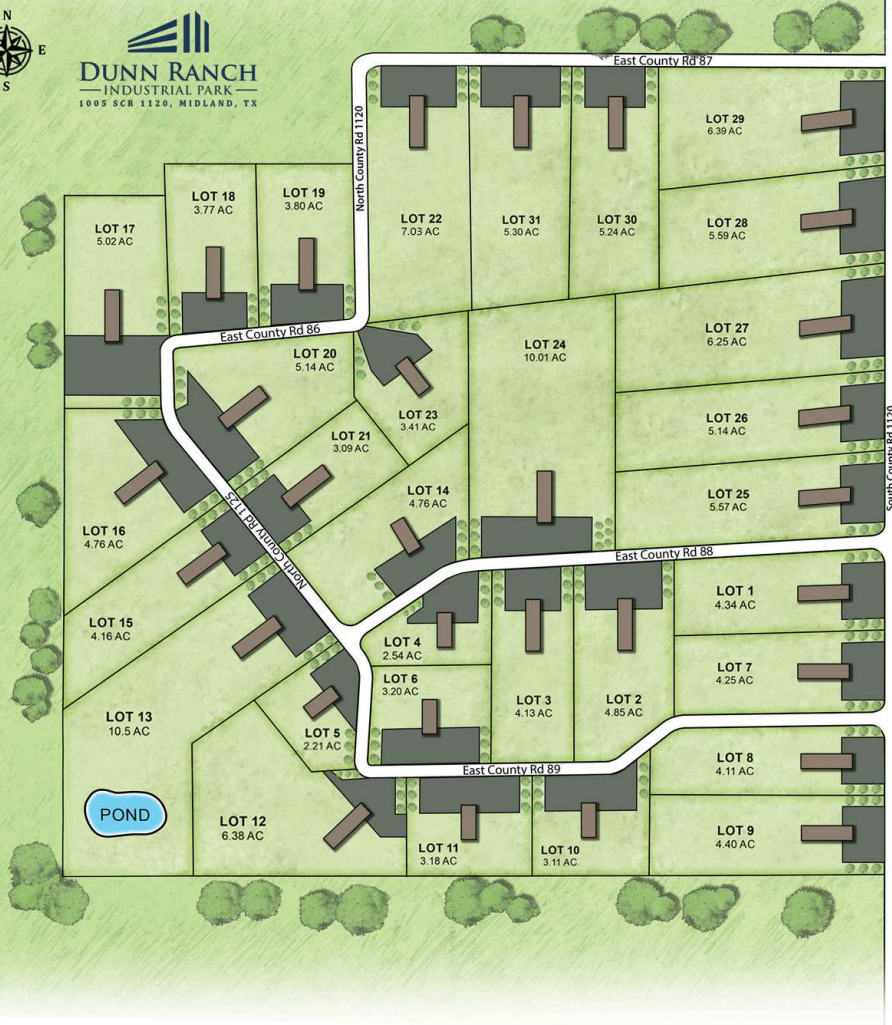 N
E
S
DUNN RANCH
INDUSTRIAL PARK
1005 SCR 1120, MIDLAND, TX
East County Rd 87
North County Rd 1120
LOT 29
6.39 AC
LOT 18
3.77 AC
LOT 19
3.80 AC
LOT 22
7.03 AC
LOT 31
5.30 AC
LOT 30
5.24 AC
LOT 28
5.59 AC
LOT 17
5.02 AC
East County Rd 86
LOT 20
5.14 AC
LOT 24
10.01 AC
LOT 27
6.25 AC
LOT 23
3.41 AC
LOT 26
5.14 AC
South County Rd 1120
LOT 21
3.09 AC
LOT 14
4.76 AC
LOT 25
5.57 AC
LOT 16
4.76 AC
North County Rd 1125
East County Rd 88
LOT 1
4.34 AC
LOT 15
4.16 AC
LOT 4
2.54 AC
LOT 7
4.25 AC
LOT 6
3.20 AC
LOT 3
4.13 AC
LOT 2
4.85 AC
LOT 13
10.5 AC
LOT 5
2.21 AC
East County Rd 89
LOT 8
4.11 AC
POND
LOT 12
6.38 AC
LOT 11
3.18 AC
LOT 10
3.11 AC
LOT 9
4.40 AC